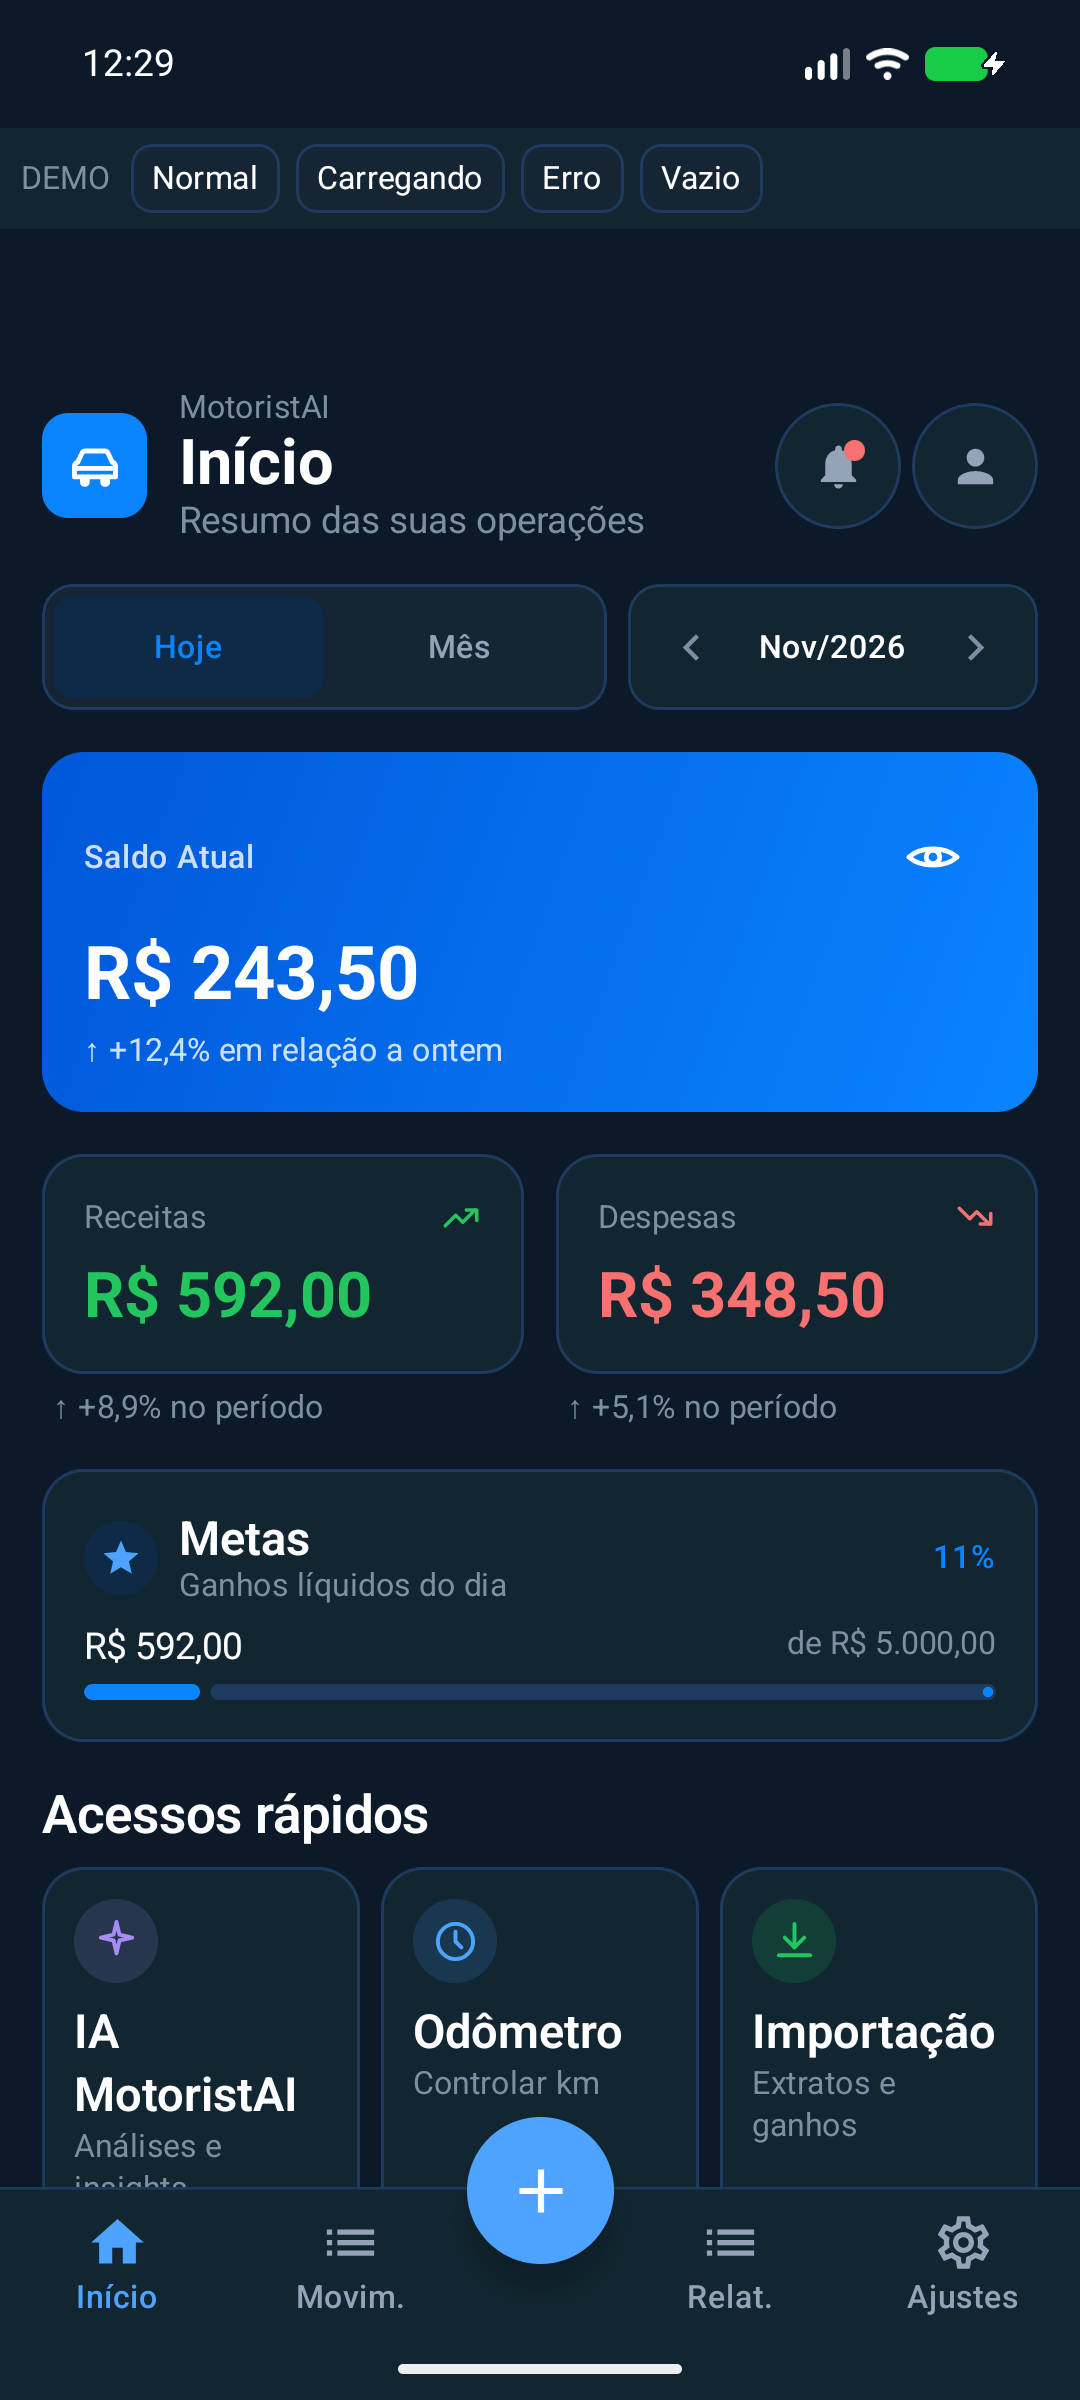 12:29
DEMO
Normal
Carregando
Erro
Vazio
MotoristAI
Início
Resumo das suas operações
Hoje
Mês
Nov/2026
Saldo Atual
R$ 243,50
↑ +12,4% em relação a ontem
Receitas
R$ 592,00
↑ +8,9% no período
Despesas
R$ 348,50
↑ +5,1% no período
Metas
Ganhos líquidos do dia
11%
R$ 592,00
de R$ 5.000,00
Acessos rápidos
IA
MotoristAI
Análises e
insights
Odômetro
Controlar km
Importação
Extratos e
ganhos
Início
Movim.
Relat.
Ajustes